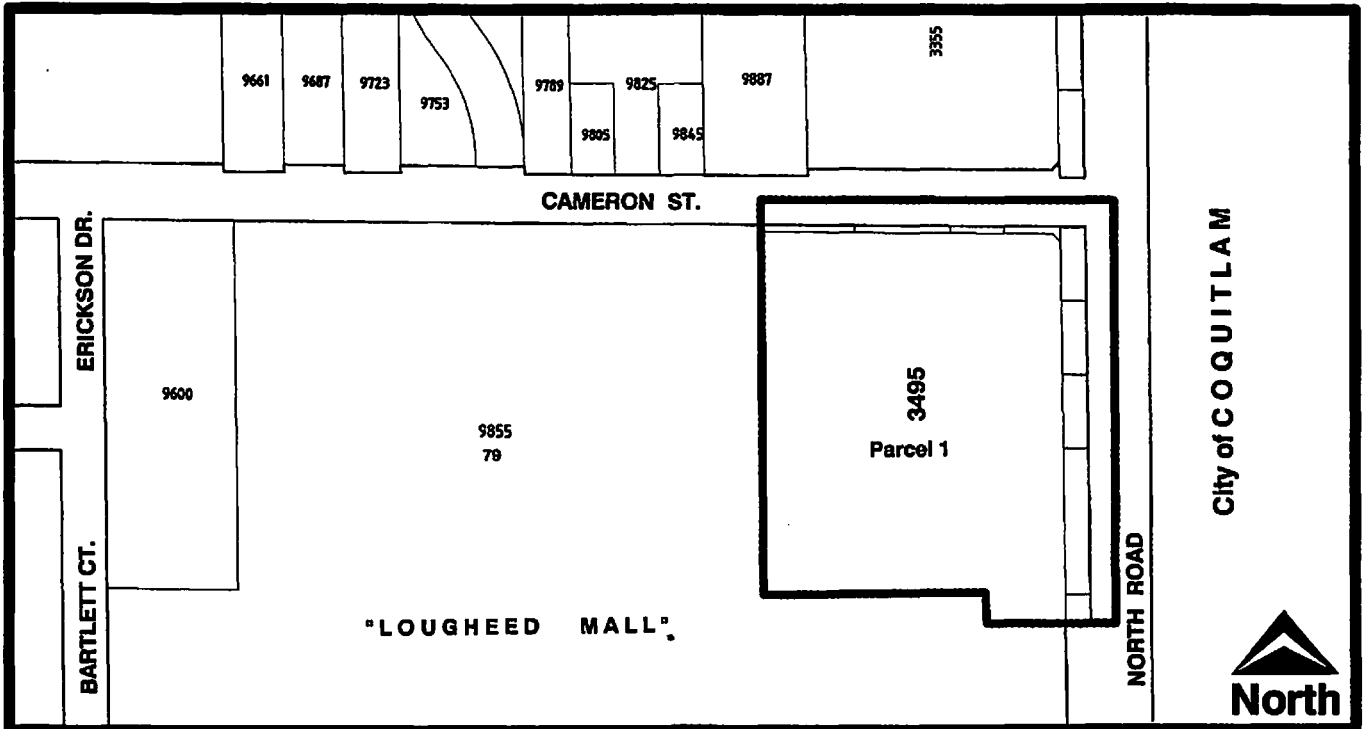 3355
9661
9687
9723
9753
9789
9825
9887
9805
9845
CAMERON ST.
ERICKSON DR.
9600
9855
79
3495
Parcel 1
City of COQUITLAM
BARTLETT CT.
"LOUGHEED MALL"
NORTH ROAD
North